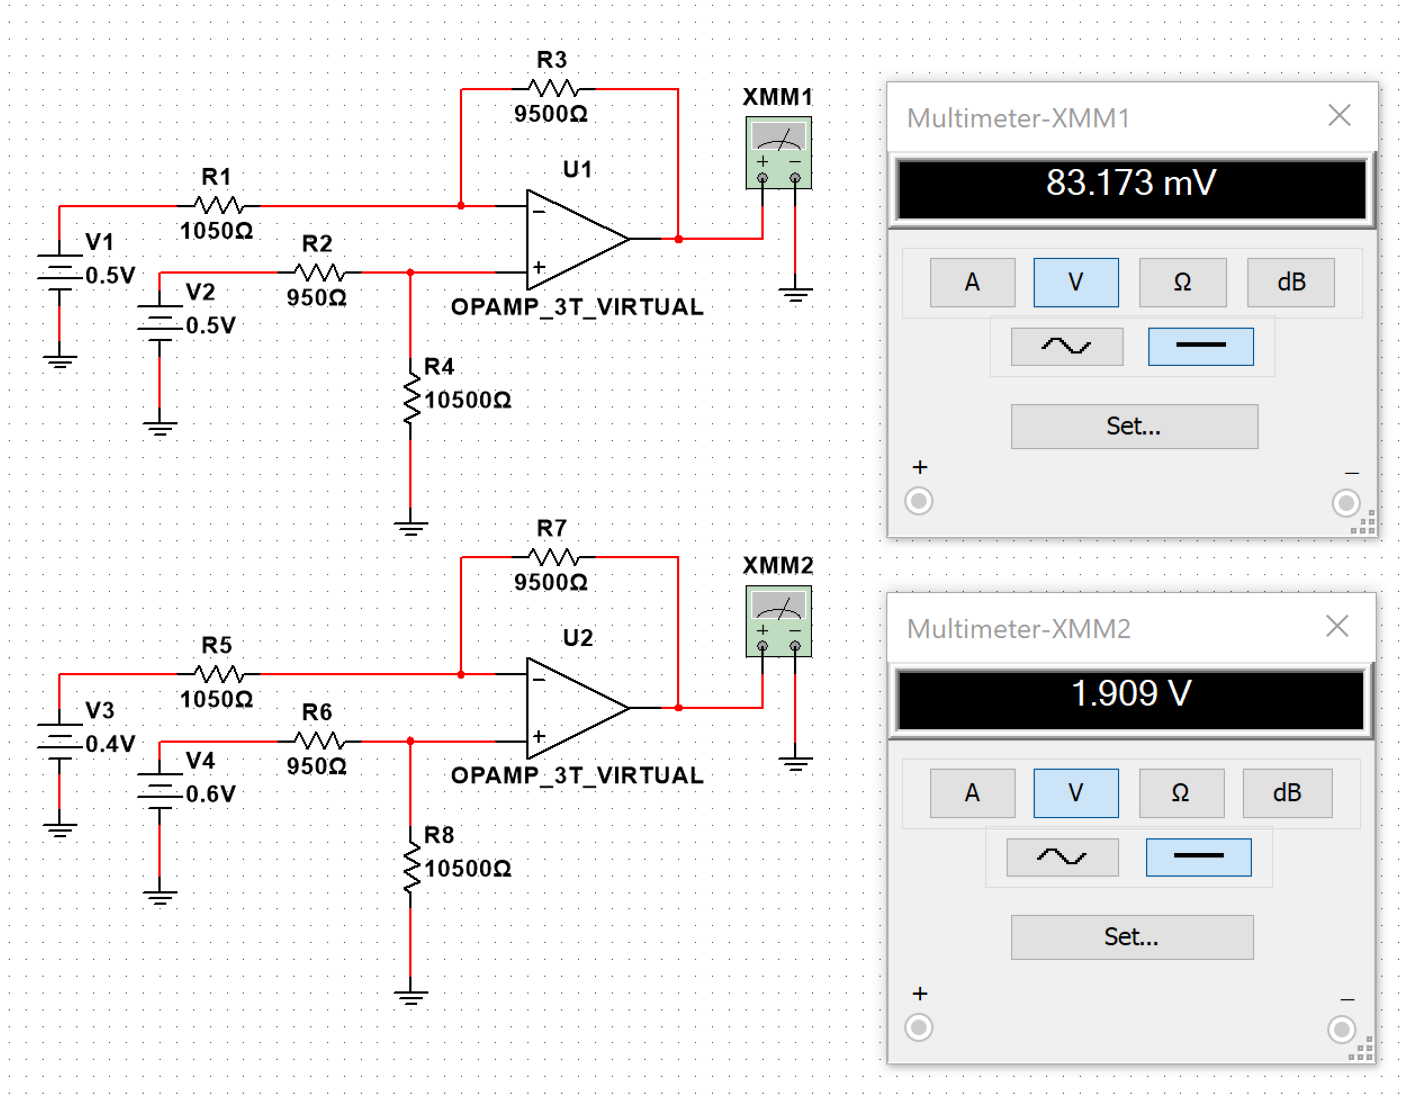 R3
9500Ω
XMM1
U1
R1
1050Ω
V1
0.5V
R2
950Ω
V2
0.5V
OPAMP_3T_VIRTUAL
R4
10500Ω
Multimeter-XMM1
83.173 mV
A V Ω dB
Set...
+ −
R7
9500Ω
XMM2
U2
R5
1050Ω
V3
0.4V
R6
950Ω
V4
0.6V
OPAMP_3T_VIRTUAL
R8
10500Ω
Multimeter-XMM2
1.909 V
A V Ω dB
Set...
+ −